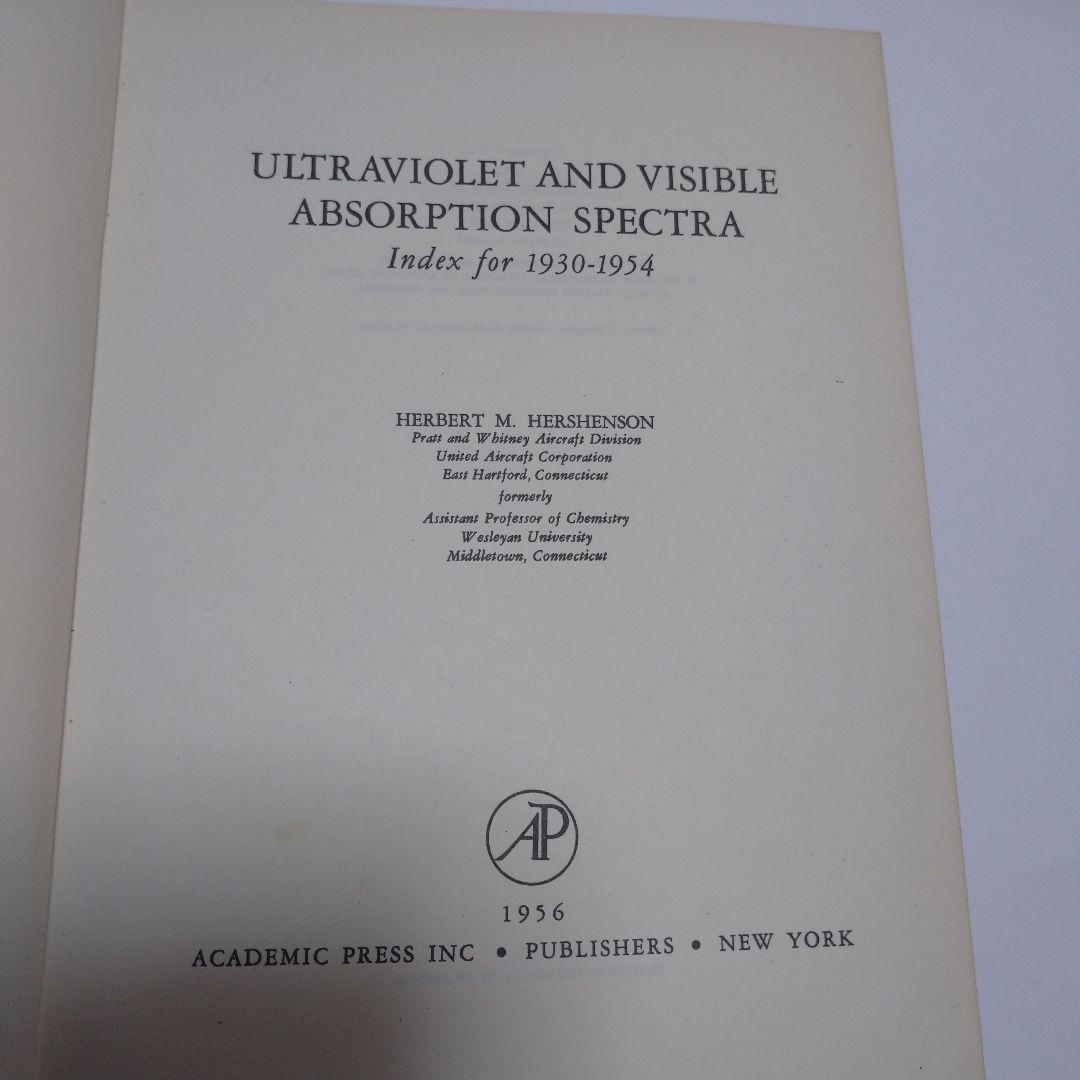 ULTRAVIOLET AND VISIBLE
ABSORPTION SPECTRA
Index for 1930-1954
HERBERT M. HERSHENSON
Pratt and Whitney Aircraft Division
United Aircraft Corporation
East Hartford, Connecticut
formerly
Assistant Professor of Chemistry
Wesleyan University
Middletown, Connecticut
AP
1956
ACADEMIC PRESS INC • PUBLISHERS • NEW YORK